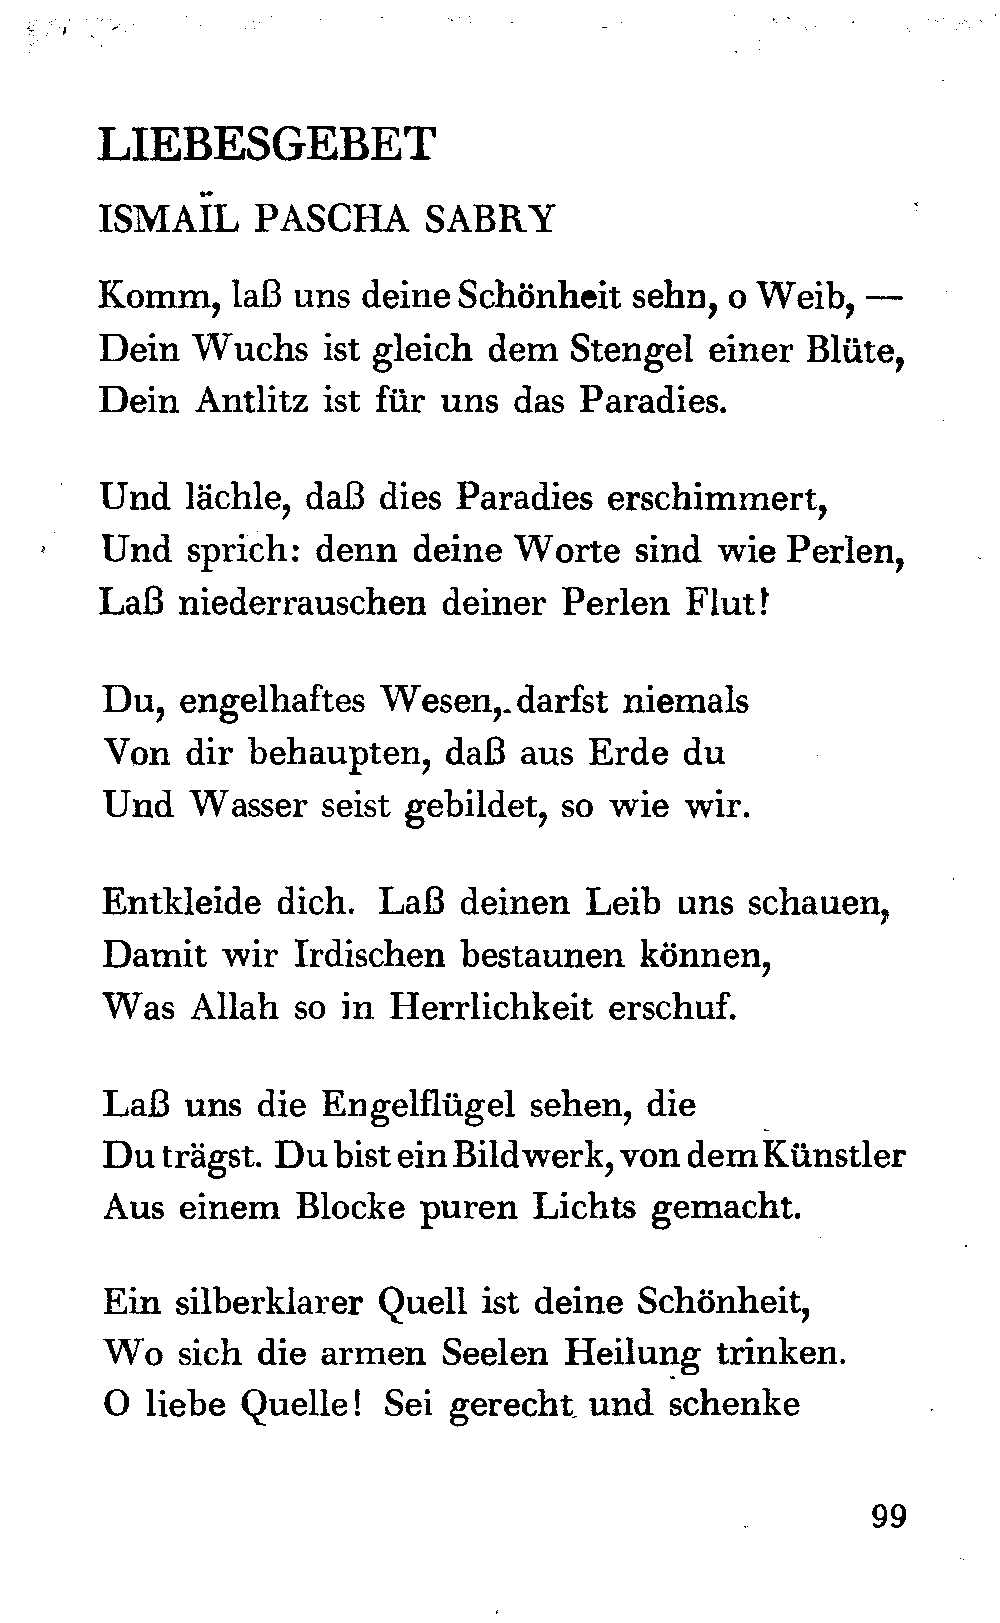 LIEBESGEBET
ISMAÏL PASCHA SABRY
Komm, laß uns deine Schönheit sehn, o Weib, —
Dein Wuchs ist gleich dem Stengel einer Blüte,
Dein Antlitz ist für uns das Paradies.
Und lächle, daß dies Paradies erschimmert,
Und sprich: denn deine Worte sind wie Perlen,
Laß niederrauschen deiner Perlen Flut!
Du, engelhaftes Wesen, darfst niemals
Von dir behaupten, daß aus Erde du
Und Wasser seist gebildet, so wie wir.
Entkleide dich. Laß deinen Leib uns schauen,
Damit wir Irdischen bestaunen können,
Was Allah so in Herrlichkeit erschuf.
Laß uns die Engelflügel sehen, die
Du trägst. Du bist ein Bildwerk, von dem Künstler
Aus einem Blocke puren Lichts gemacht.
Ein silberklarer Quell ist deine Schönheit,
Wo sich die armen Seelen Heilung trinken.
O liebe Quelle! Sei gerecht und schenke
99